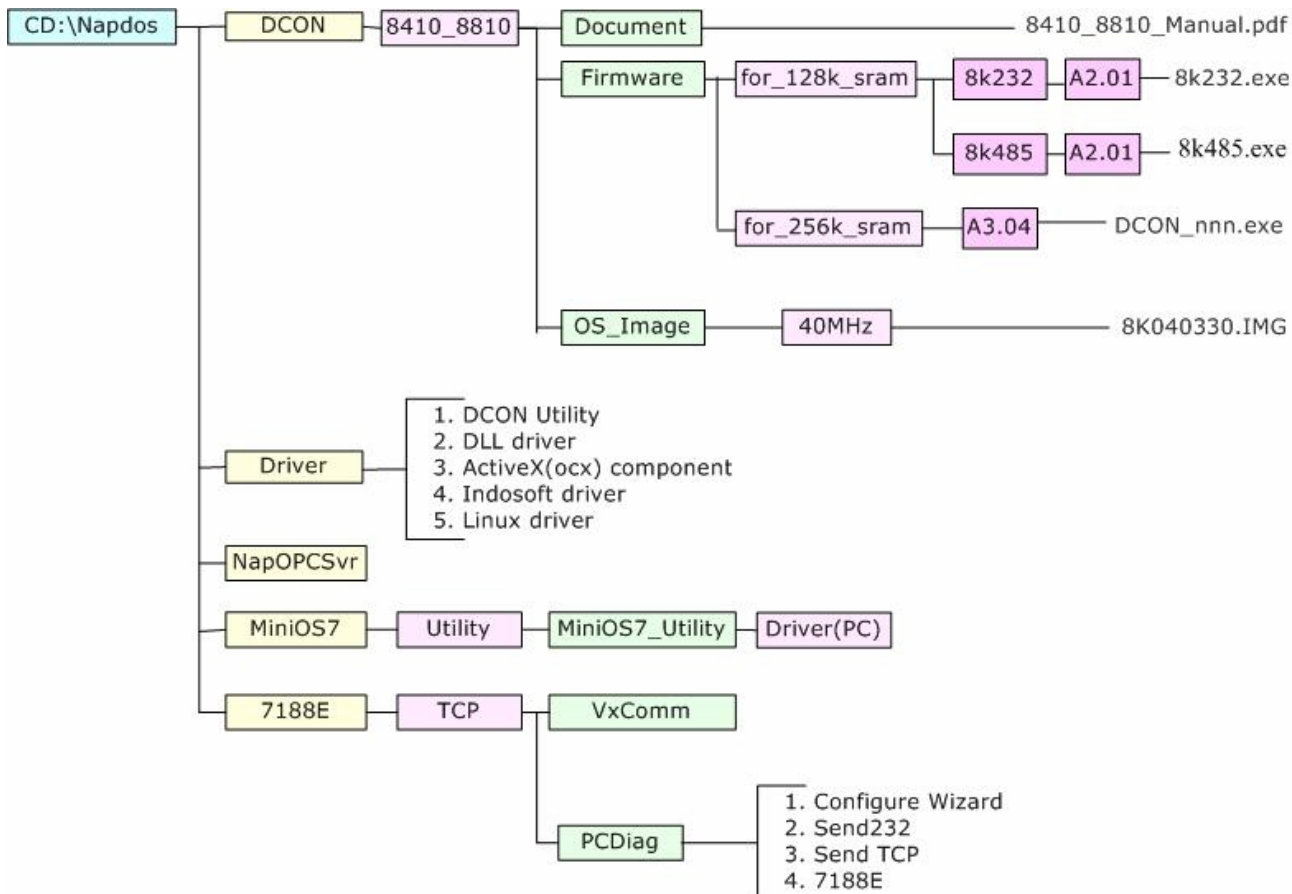 CD:\Napdos DCON 8410_8810 Document 8410_8810_Manual.pdf
Firmware for_128k_sram 8k232 A2.01 8k232.exe
8k485 A2.01 8k485.exe
for_256k_sram A3.04 DCON_nnn.exe
OS_Image 40MHz 8K040330.IMG
Driver
1. DCON Utility
2. DLL driver
3. ActiveX(ocx) component
4. Indosoft driver
5. Linux driver
NapOPCSvr
MiniOS7 Utility MiniOS7_Utility Driver(PC)
7188E TCP VxComm
PCDiag
1. Configure Wizard
2. Send232
3. Send TCP
4. 7188E